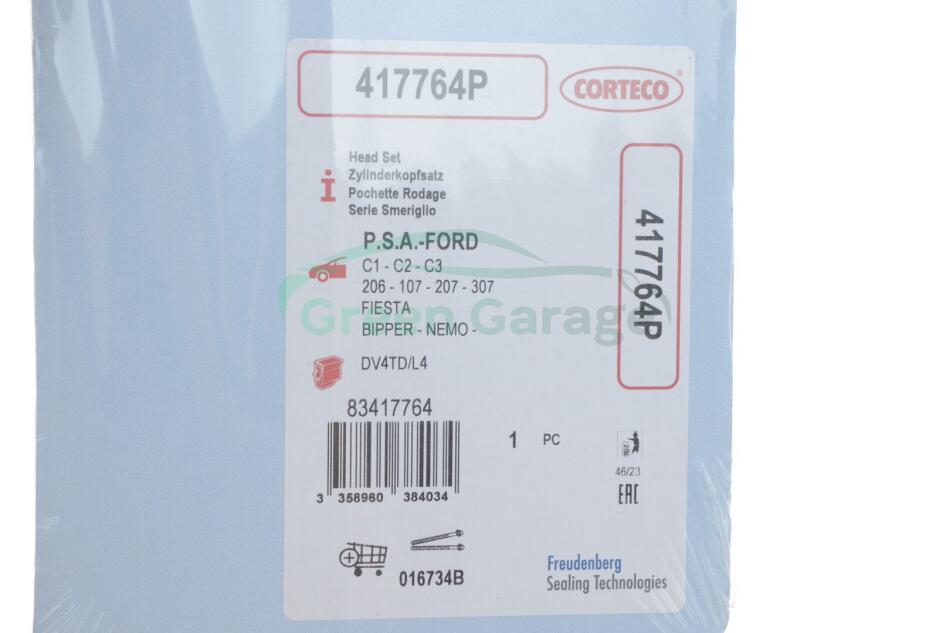 417764P
CORTECO®
Head Set
Zylinderkopfsatz
Pochette Rodage
Serie Smeriglio
P.S.A.-FORD
C1 - C2 - C3
206 - 107 - 207 - 307
FIESTA
BIPPER - NEMO -
Green Garage
DV4TD/L4
417764P
83417764
1 PC
3 358960 384034
46/23
EAC
016734B
Freudenberg
Sealing Technologies